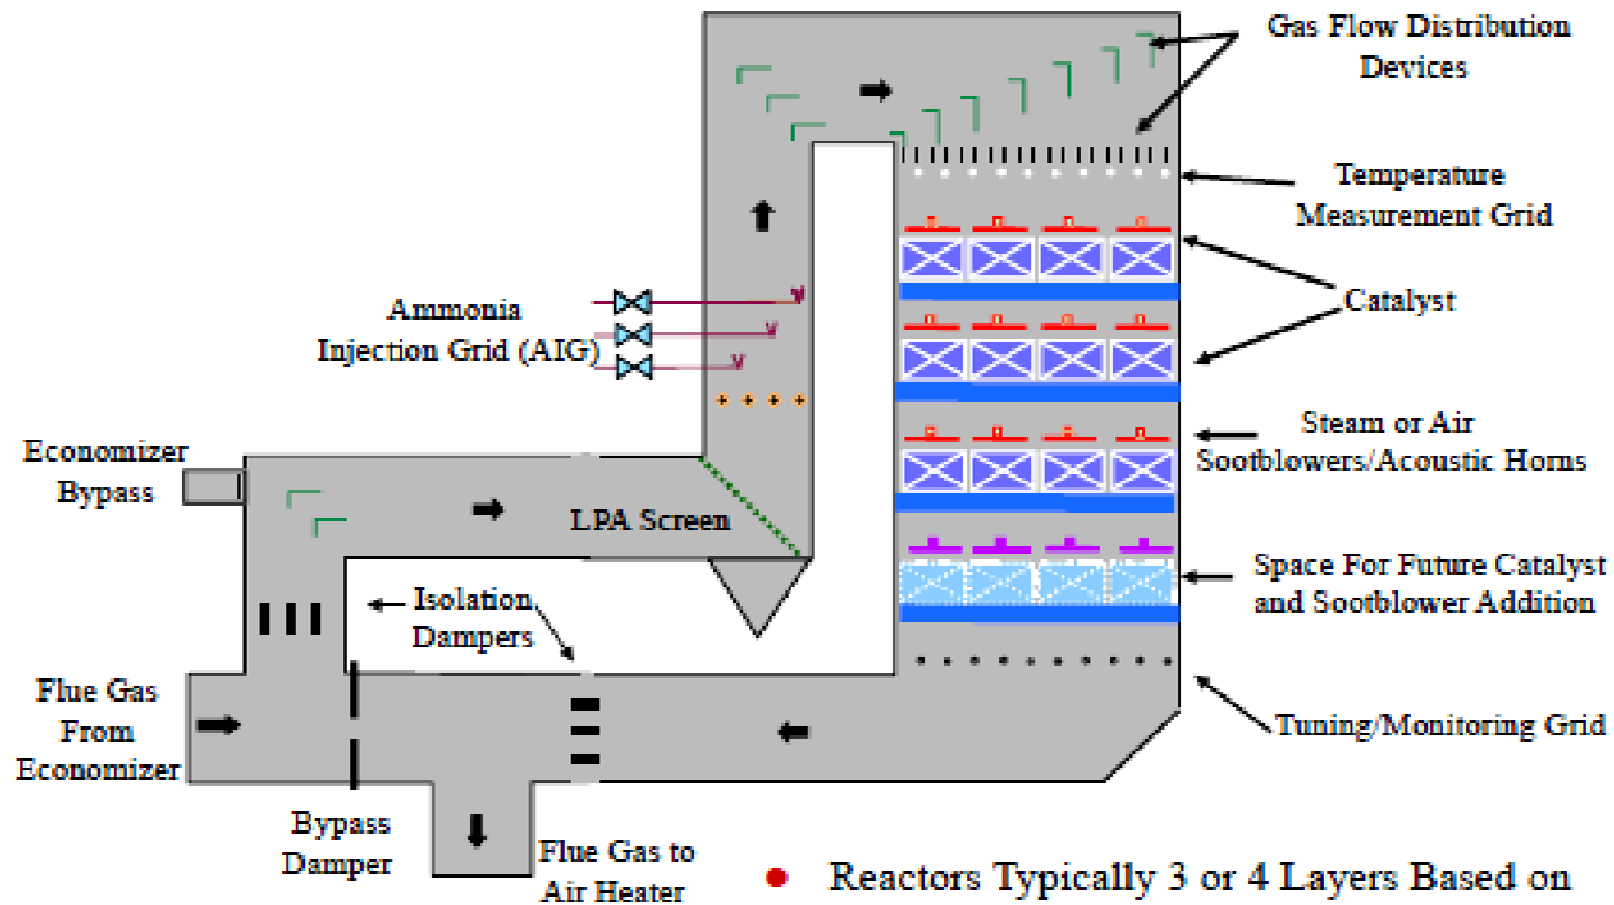 Gas Flow Distribution
Devices
Temperature
Measurement Grid
Catalyst
Ammonia
Injection Grid (AIG)
Steam or Air
Sootblowers/Acoustic Horns
Economizer
Bypass
LPA Screen
Space For Future Catalyst
and Sootblower Addition
Isolation
Dampers
Flue Gas
From
Economizer
Tuning/Monitoring Grid
Bypass
Damper
Flue Gas to
Air Heater
Reactors Typically 3 or 4 Layers Based on